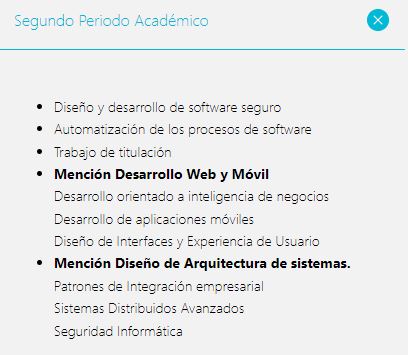 Segundo Periodo Académico
Diseño y desarrollo de software seguro
Automatización de los procesos de software
Trabajo de titulación
Mención Desarrollo Web y Móvil
Desarrollo orientado a inteligencia de negocios
Desarrollo de aplicaciones móviles
Diseño de Interfaces y Experiencia de Usuario
Mención Diseño de Arquitectura de sistemas.
Patrones de Integración empresarial
Sistemas Distribuidos Avanzados
Seguridad Informática